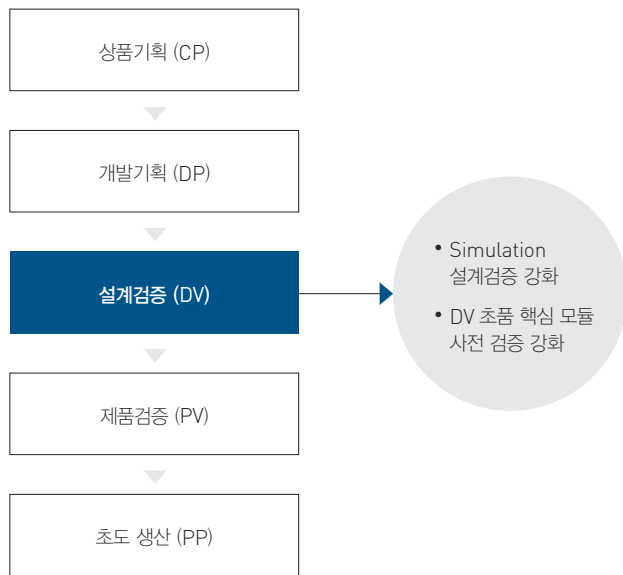 상품기획 (CP)
개발기획 (DP)
설계검증 (DV)
• Simulation
설계검증 강화
• DV 초품 핵심 모듈
사전 검증 강화
제품검증 (PV)
초도 생산 (PP)